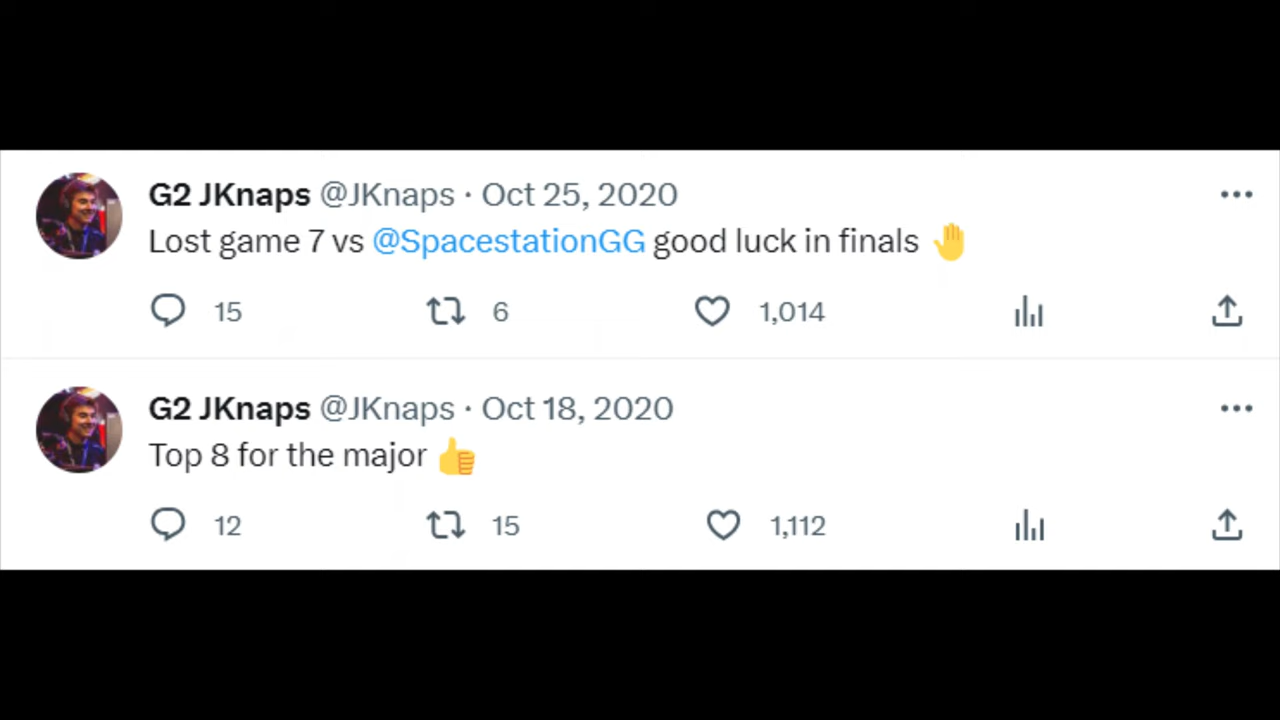 G2 JKnaps @JKnaps · Oct 25, 2020
Lost game 7 vs @SpacestationGG good luck in finals 🤚
15 6 1,014
G2 JKnaps @JKnaps · Oct 18, 2020
Top 8 for the major 👍
12 15 1,112